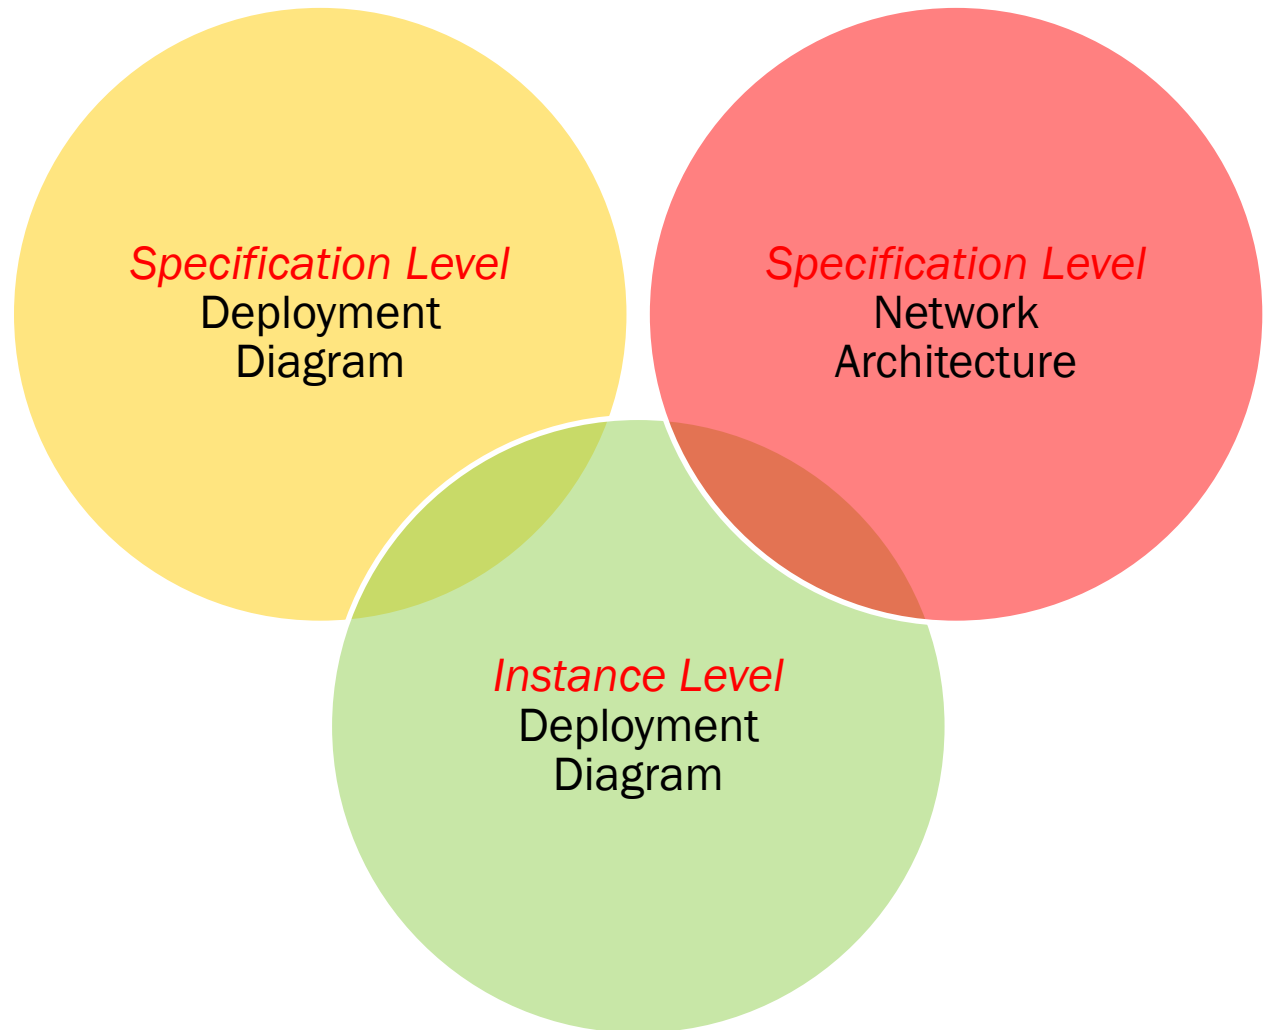 Specification Level
Deployment
Diagram
Specification Level
Network
Architecture
Instance Level
Deployment
Diagram